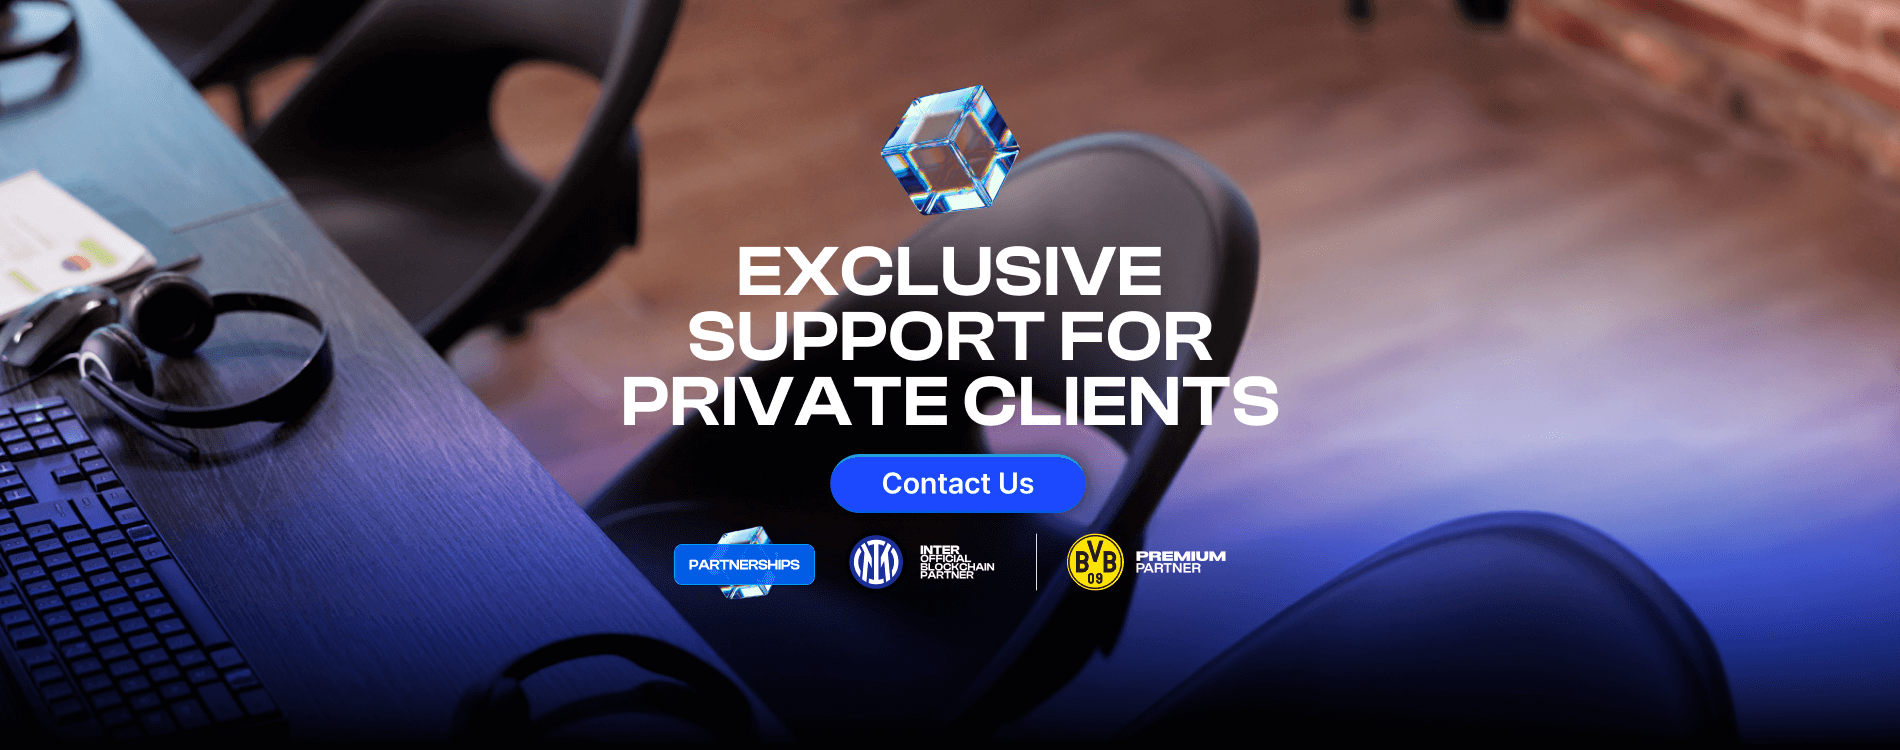 EXCLUSIVE
SUPPORT FOR
PRIVATE CLIENTS
Contact Us
PARTNERSHIPS
INTER
OFFICIAL
BLOCKCHAIN
PARTNER
BVB
09
PREMIUM
PARTNER